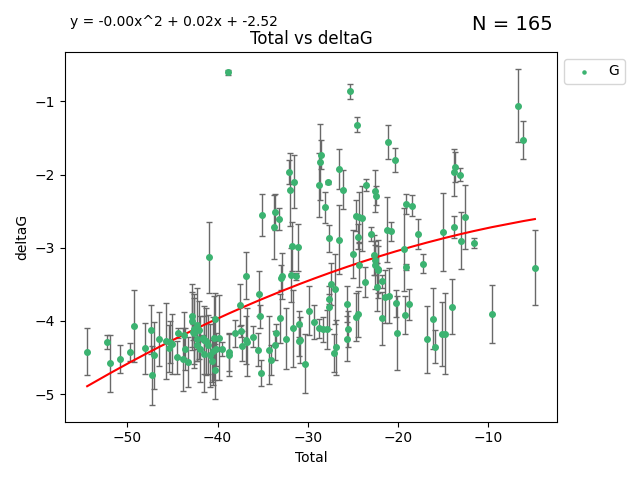 y = -0.00x^2 + 0.02x + -2.52
N = 165
Total vs deltaG
G
−1
−2
−3
−4
−5
deltaG
−50 −40 −30 −20 −10
Total